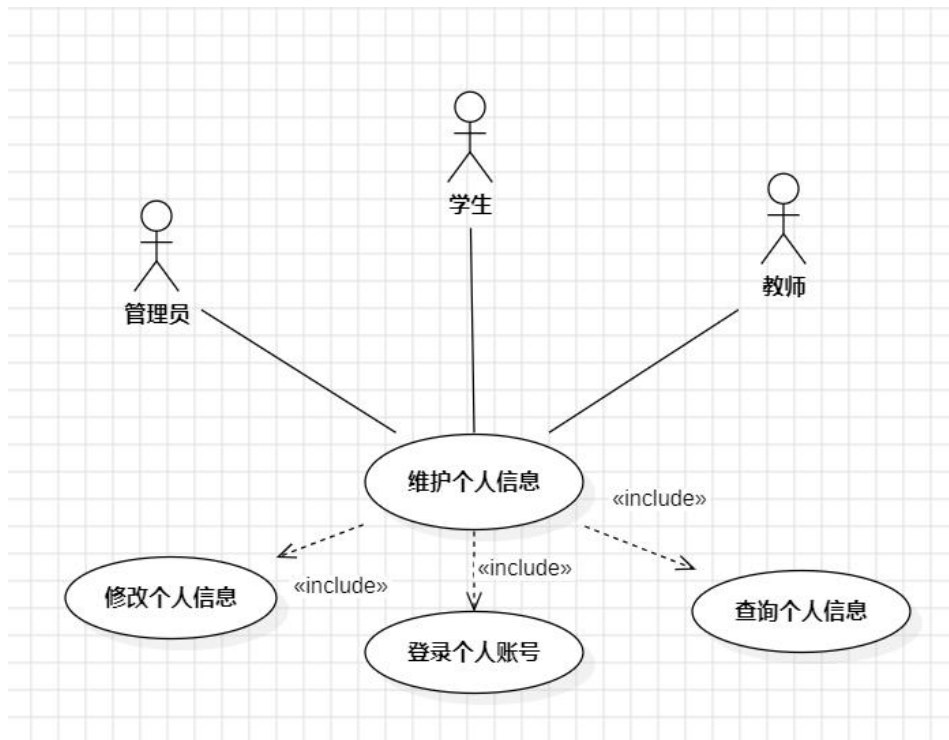 学生
教师
管理员
维护个人信息
«include»
«include»
«include»
修改个人信息
查询个人信息
登录个人账号